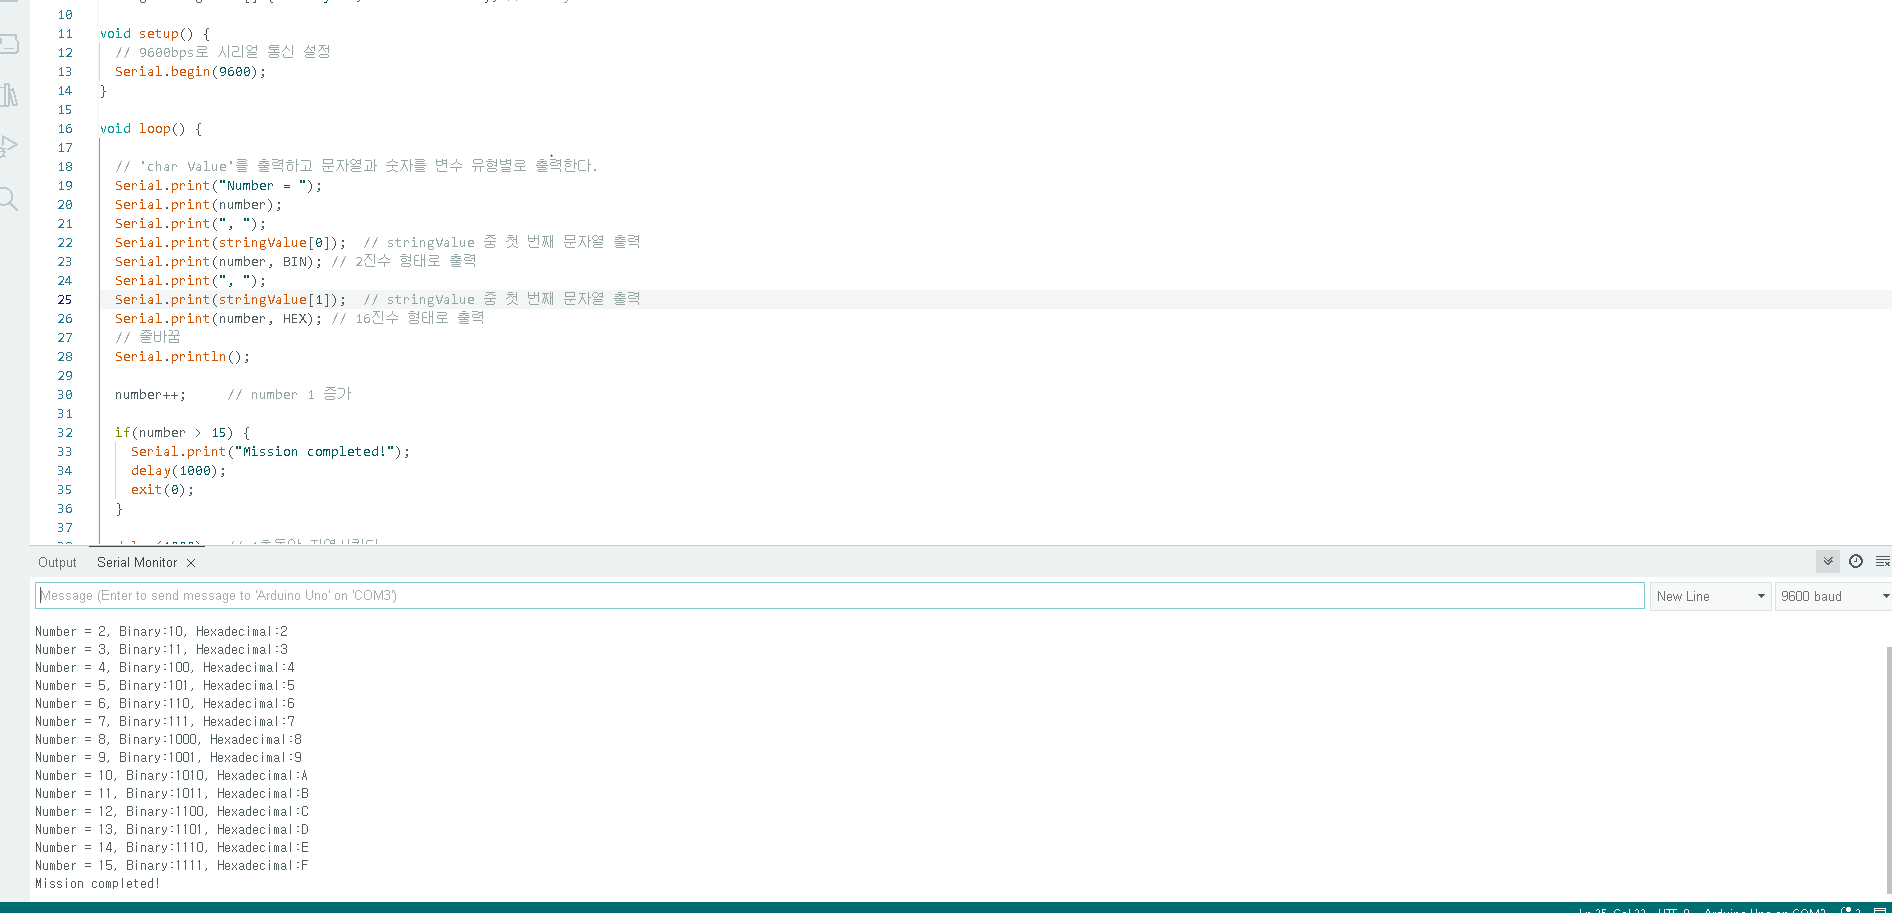 10
11 void setup() {
12 // 9600bps로 시리얼 통신 설정
13 Serial.begin(9600);
14 }
15
16 void loop() {
17
18 // 'char Value'를 출력하고 문자열과 숫자를 변수 유형별로 출력한다.
19 Serial.print("Number = ");
20 Serial.print(number);
21 Serial.print(", ");
22 Serial.print(stringValue[0]); // stringValue 중 첫 번째 문자열 출력
23 Serial.print(number, BIN); // 2진수 형태로 출력
24 Serial.print(", ");
25 Serial.print(stringValue[1]); // stringValue 중 첫 번째 문자열 출력
26 Serial.print(number, HEX); // 16진수 형태로 출력
27 // 줄바꿈
28 Serial.println();
29
30 number++; // number 1 증가
31
32 if(number > 15) {
33 Serial.print("Mission completed!");
34 delay(1000);
35 exit(0);
36 }
37
Output Serial Monitor
Message (Enter to send message to 'Arduino Uno' on 'COM3') New Line 9600 baud
Number = 2, Binary:10, Hexadecimal:2
Number = 3, Binary:11, Hexadecimal:3
Number = 4, Binary:100, Hexadecimal:4
Number = 5, Binary:101, Hexadecimal:5
Number = 6, Binary:110, Hexadecimal:6
Number = 7, Binary:111, Hexadecimal:7
Number = 8, Binary:1000, Hexadecimal:8
Number = 9, Binary:1001, Hexadecimal:9
Number = 10, Binary:1010, Hexadecimal:A
Number = 11, Binary:1011, Hexadecimal:B
Number = 12, Binary:1100, Hexadecimal:C
Number = 13, Binary:1101, Hexadecimal:D
Number = 14, Binary:1110, Hexadecimal:E
Number = 15, Binary:1111, Hexadecimal:F
Mission completed!